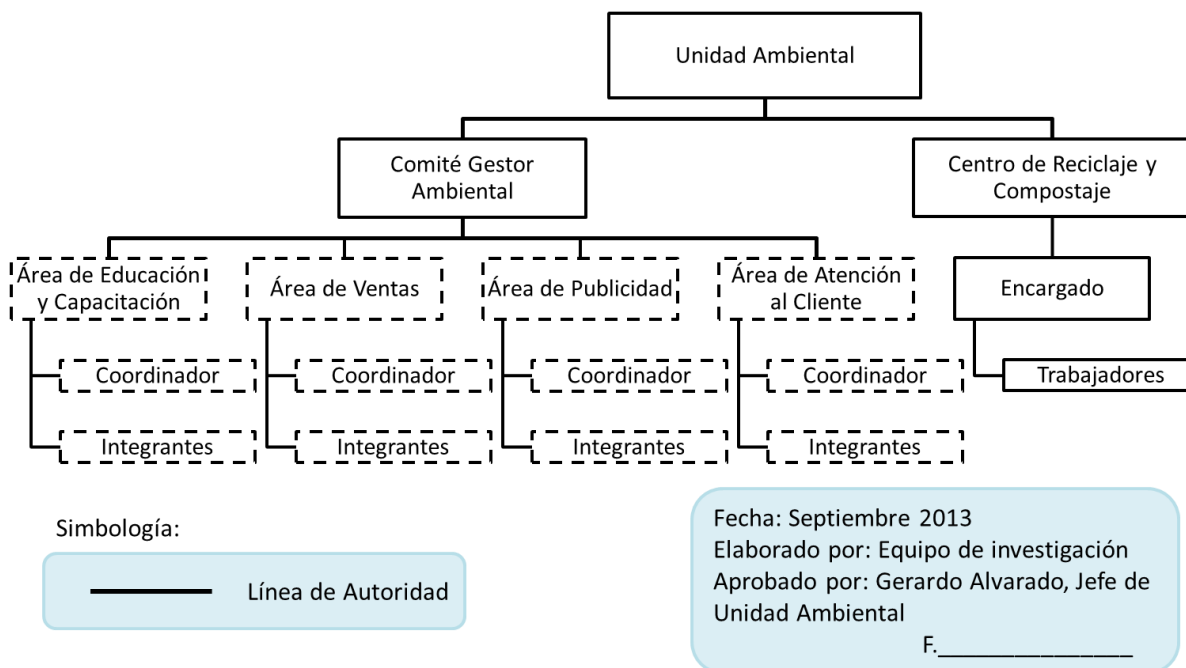 Unidad Ambiental
Comité Gestor
Ambiental
Centro de Reciclaje y
Compostaje
Área de Educación
y Capacitación
Área de Ventas
Área de Publicidad
Área de Atención
al Cliente
Encargado
Coordinador
Coordinador
Coordinador
Coordinador
Trabajadores
Integrantes
Integrantes
Integrantes
Integrantes
Simbología:
Línea de Autoridad
Fecha: Septiembre 2013
Elaborado por: Equipo de investigación
Aprobado por: Gerardo Alvarado, Jefe de
Unidad Ambiental
F._______________